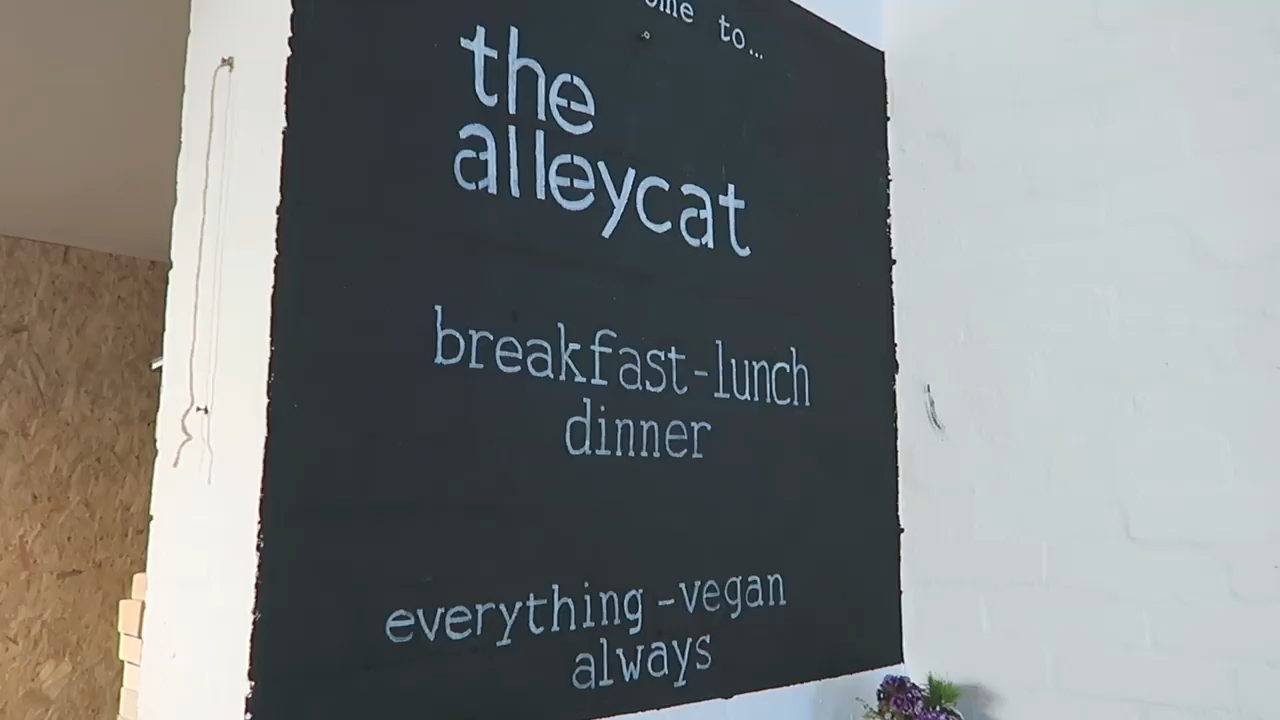 ome to...
the
alleycat
breakfast-lunch
dinner
everything-vegan
always